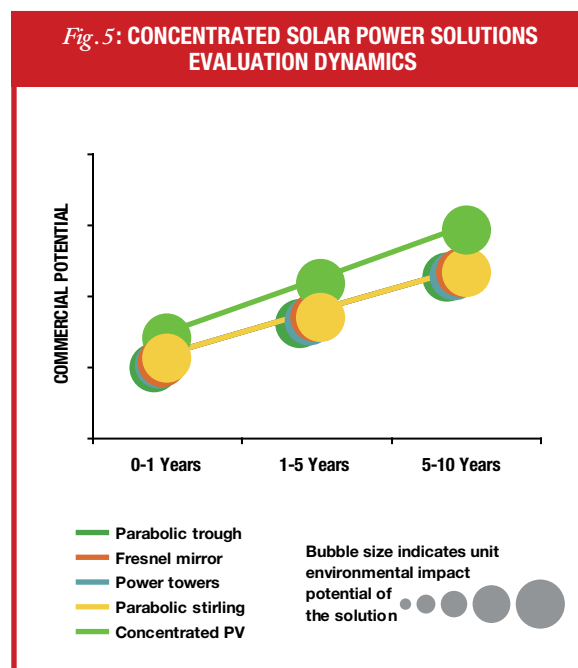 Fig. 5: CONCENTRATED SOLAR POWER SOLUTIONS
EVALUATION DYNAMICS
COMMERCIAL POTENTIAL
0-1 Years
1-5 Years
5-10 Years
Parabolic trough
Fresnel mirror
Power towers
Parabolic stirling
Concentrated PV
Bubble size indicates unit
environmental impact
potential of
the solution